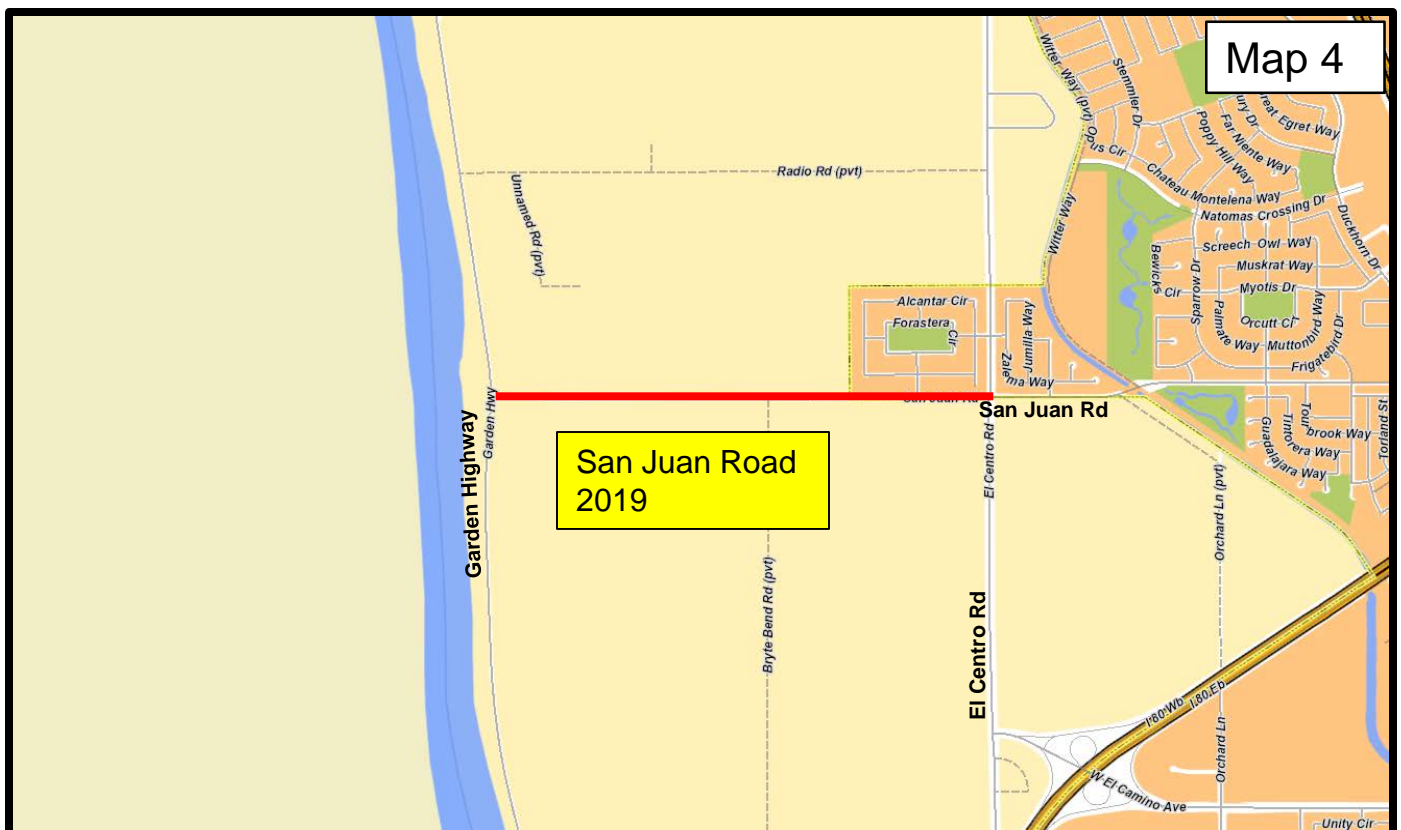 Map 4
Witter Way (pvt)
Stemmler Dr
Great Egret Way
Far Niente Way
Poppy Hill Way
Opus Cir
Chateau Montelena Way
Natomas Crossing Dr
Duckhorn Dr
Radio Rd (pvt)
Unnamed Rd (pvt)
Witter Way
Screech Owl Way
Bewicks
Cir
Sparrow Dr
Muskrat Way
Myotis Dr
Orcutt Cir
Palmate Way
Muttonbird Way
Frigatebird Dr
Alcantar Cir
Forastera
Cir
Jumilla Way
Zalema Way
San Juan Rd
San Juan Rd
Garden Hwy
Garden Highway
San Juan Road
2019
El Centro Rd
El Centro Rd
Bryte Bend Rd (pvt)
Orchard Ln (pvt)
Guadalajara Way
Tintorera Way
Tourbrook Way
Torland St
I 80 Wb
I 80 Eb
Orchard Ln
W El Camino Ave
Unity Cir